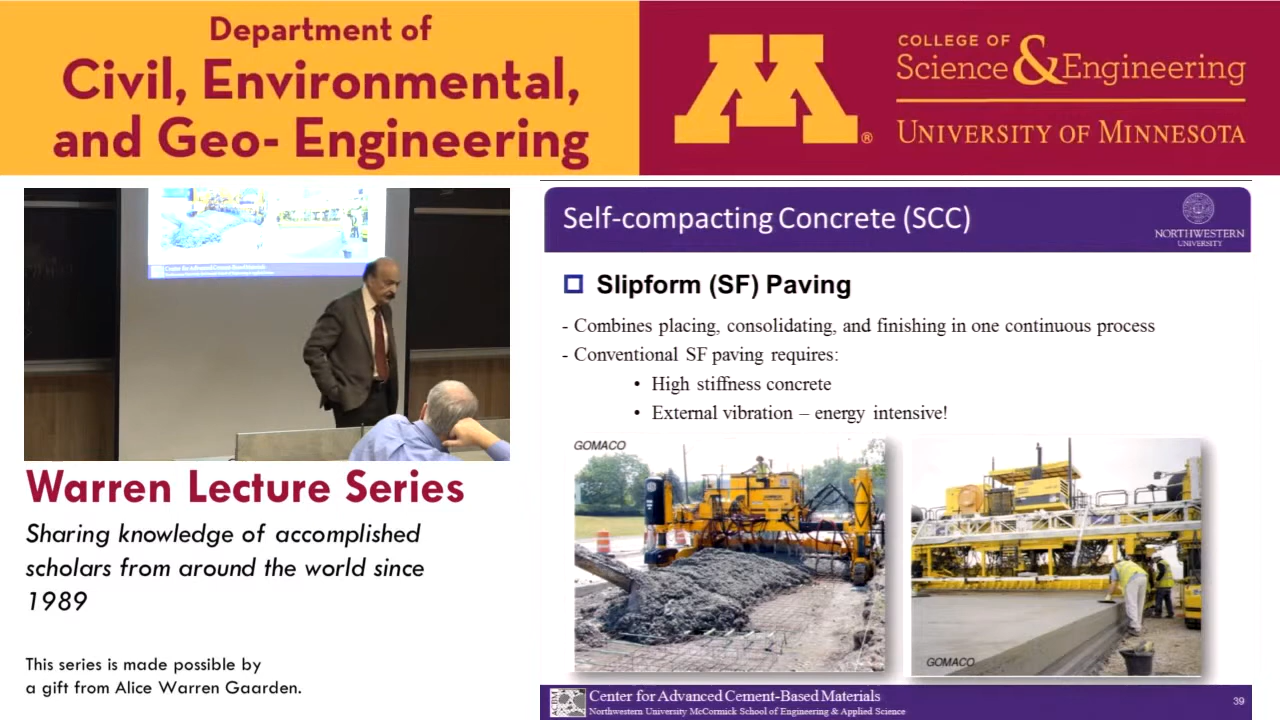 Department of
Civil, Environmental,
and Geo- Engineering
COLLEGE OF
Science & Engineering
UNIVERSITY OF MINNESOTA
®
Self-compacting Concrete (SCC)
NORTHWESTERN
UNIVERSITY
Slipform (SF) Paving
- Combines placing, consolidating, and finishing in one continuous process
- Conventional SF paving requires:
• High stiffness concrete
• External vibration – energy intensive!
GOMACO
GOMACO
Center for Advanced Cement-Based Materials
Northwestern University McCormick School of Engineering & Applied Science
39
Warren Lecture Series
Sharing knowledge of accomplished
scholars from around the world since
1989
This series is made possible by
a gift from Alice Warren Gaarden.